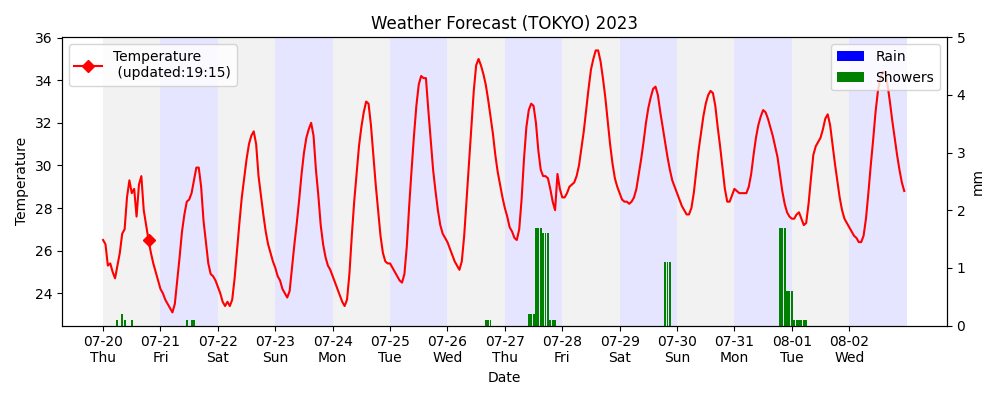 Weather Forecast (TOKYO) 2023
Temperature
(updated:19:15)
Rain
Showers
Temperature
36
34
32
30
28
26
24
5
4
3
2
1
0
mm
07-20 07-21 07-22 07-23 07-24 07-25 07-26 07-27 07-28 07-29 07-30 07-31 08-01 08-02
Thu Fri Sat Sun Mon Tue Wed Thu Fri Sat Sun Mon Tue Wed
Date